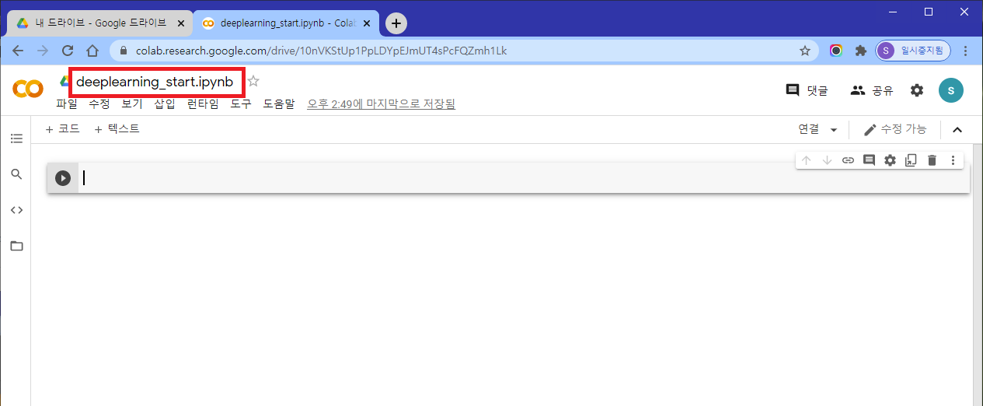 내 드라이브 - Google 드라이브
deeplearning_start.ipynb - Colab
colab.research.google.com/drive/10nVKStUp1PpLDYpEJmUT4sPcFQZmh1Lk
S 일시중지됨
deeplearning_start.ipynb
댓글 공유 S
파일 수정 보기 삽입 런타임 도구 도움말 오후 2:49에 마지막으로 저장됨
+ 코드 + 텍스트 연결 수정 가능